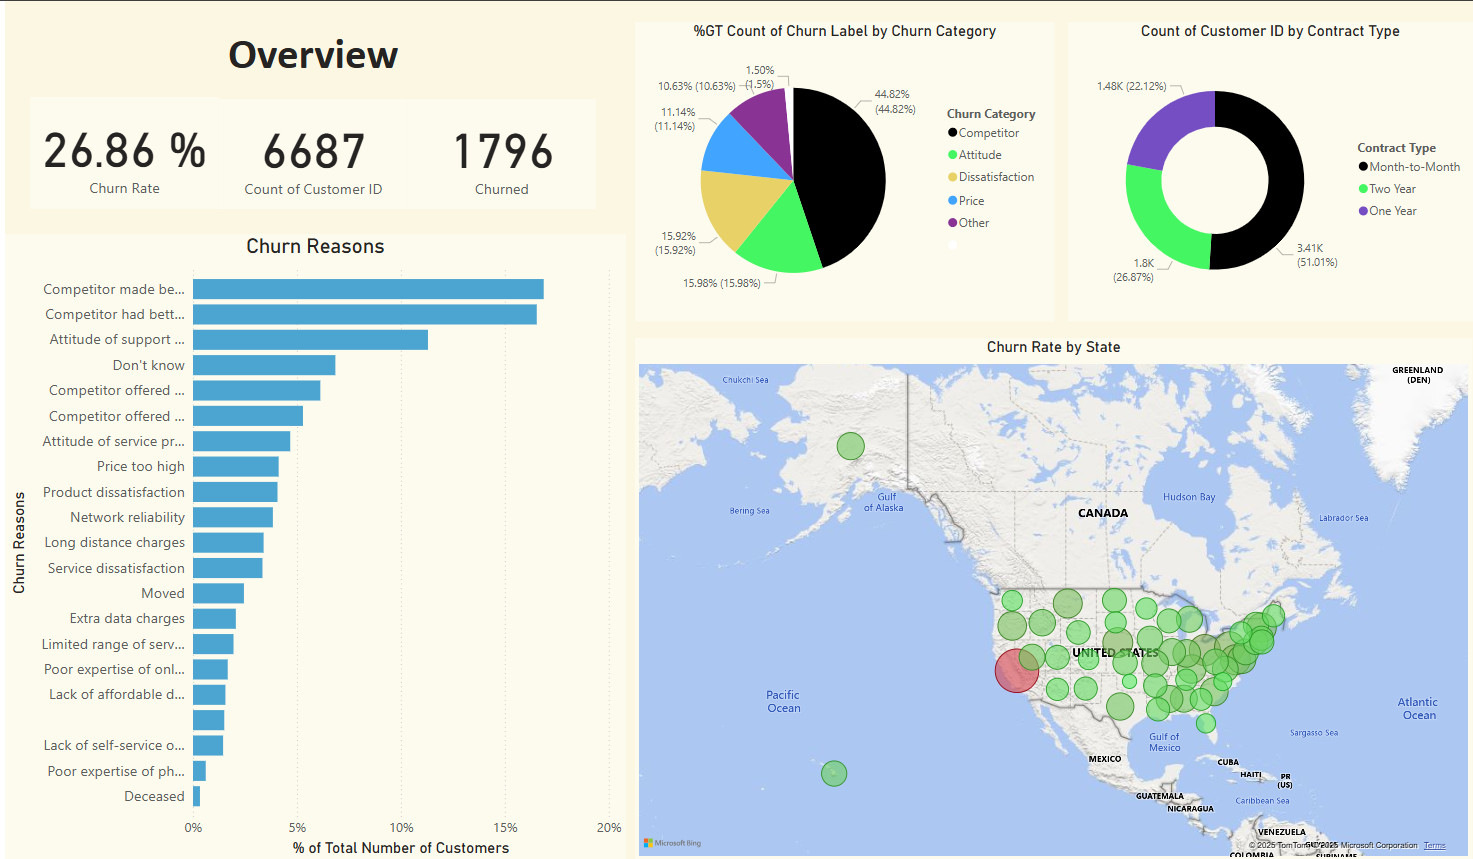 Overview
26.86 %
Churn Rate
6687
Count of Customer ID
1796
Churned
Churn Reasons
Churn Reasons
Competitor made be...
Competitor had bett...
Attitude of support ...
Don't know
Competitor offered ...
Competitor offered ...
Attitude of service pr...
Price too high
Product dissatisfaction
Network reliability
Long distance charges
Service dissatisfaction
Moved
Extra data charges
Limited range of serv...
Poor expertise of onl...
Lack of affordable d...
Lack of self-service o...
Poor expertise of ph...
Deceased
0%
5%
10%
15%
20%
% of Total Number of Customers
%GT Count of Churn Label by Churn Category
1.50%
(1.5%)
10.63% (10.63%)
11.14%
(11.14%)
15.92%
(15.92%)
15.98% (15.98%)
44.82%
(44.82%)
Churn Category
Competitor
Attitude
Dissatisfaction
Price
Other
Count of Customer ID by Contract Type
1.48K (22.12%)
1.8K
(26.87%)
3.41K
(51.01%)
Contract Type
Month-to-Month
Two Year
One Year
Churn Rate by State
Chukchi Sea
GREENLAND
(DEN)
Bering Sea
Gulf
of Alaska
Hudson Bay
CANADA
Labrador Sea
UNITED STATES
Pacific
Ocean
Atlantic
Ocean
Gulf of
Mexico
Sargasso Sea
MEXICO
CUBA
HAITI
PR
(US)
GUATEMALA
Caribbean Sea
NICARAGUA
VENEZUELA
COLOMBIA
Microsoft Bing
© 2025 TomTom, © 2025 Microsoft Corporation
Terms